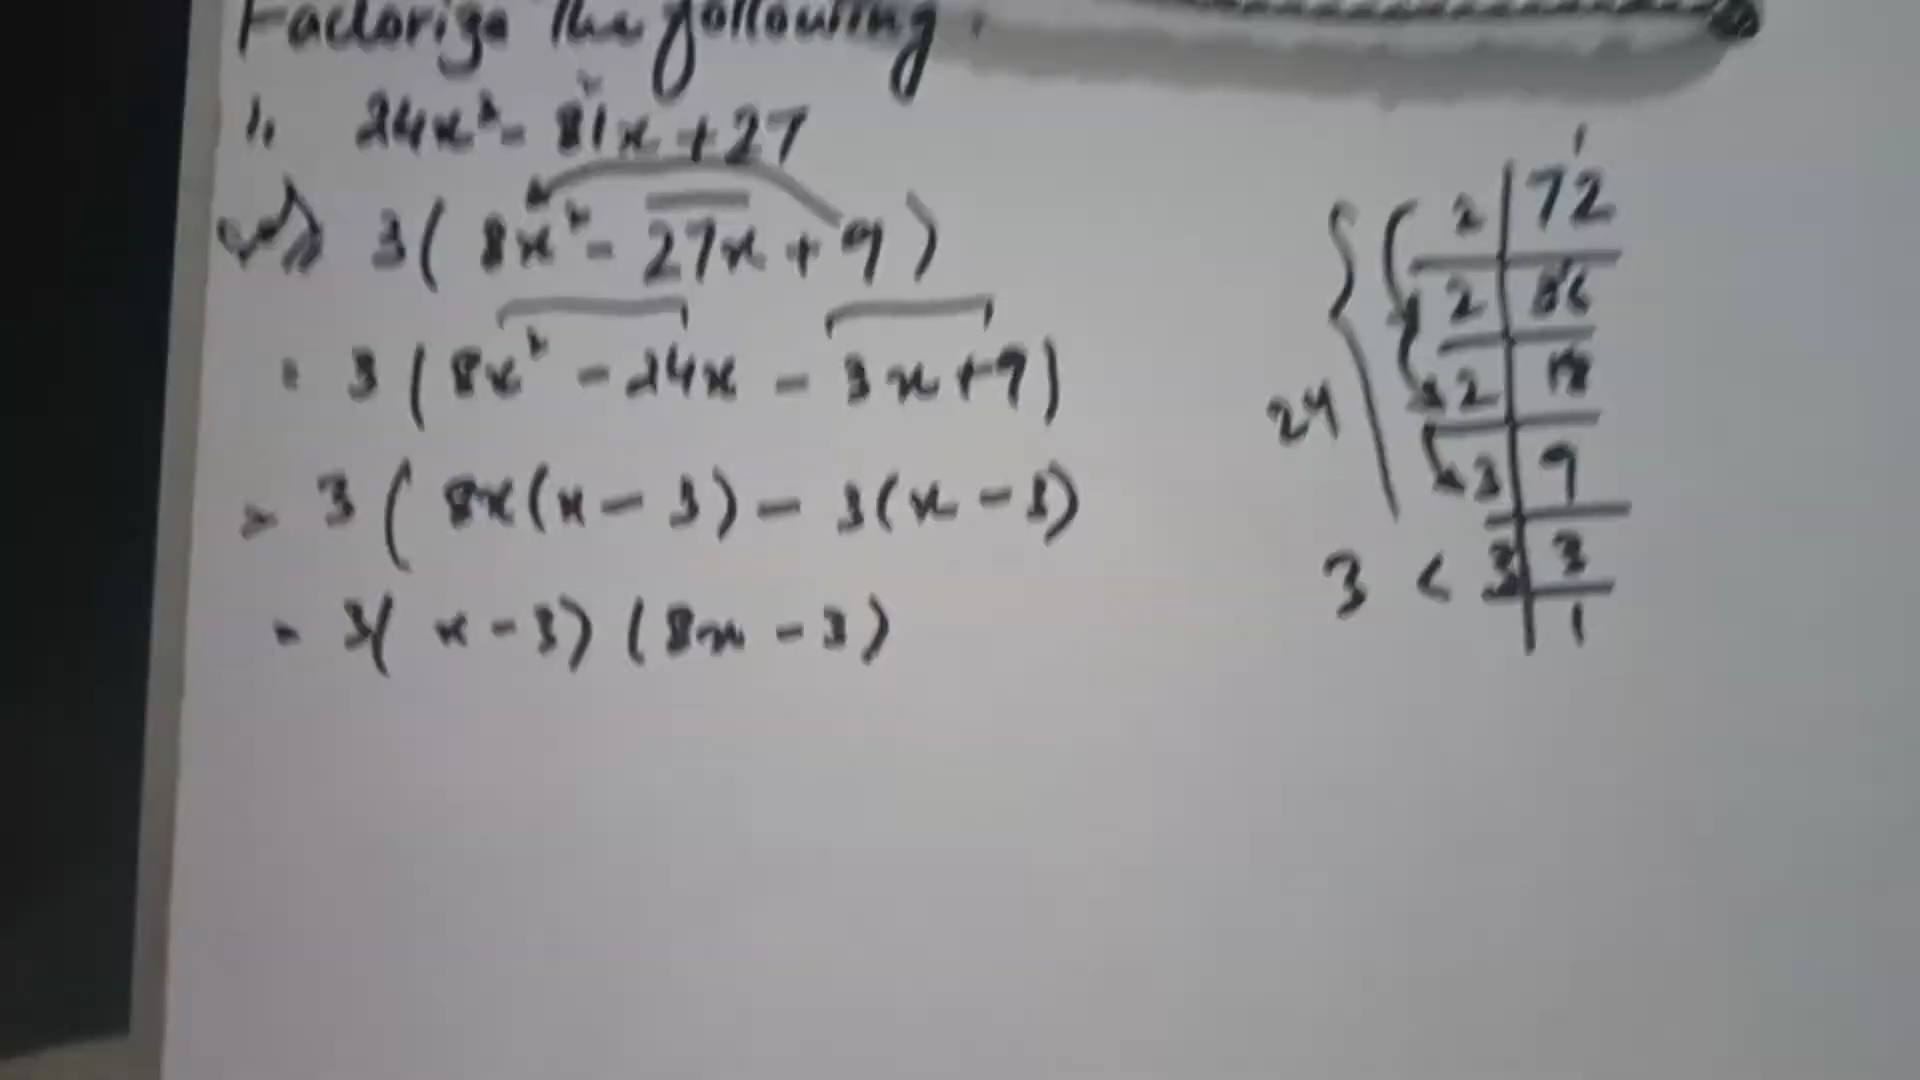 Factorize the following.
1. 24x² - 81x + 27
3( 8x² - 27x + 9 )
= 3 ( 8x² - 24x - 3x + 9)
= 3 ( 8x(x - 3) - 3(x - 3)
= 3( x - 3) (8x - 3)
2 | 72
2 | 36
2 | 18
24
3 | 9
3 < 3 | 3
1